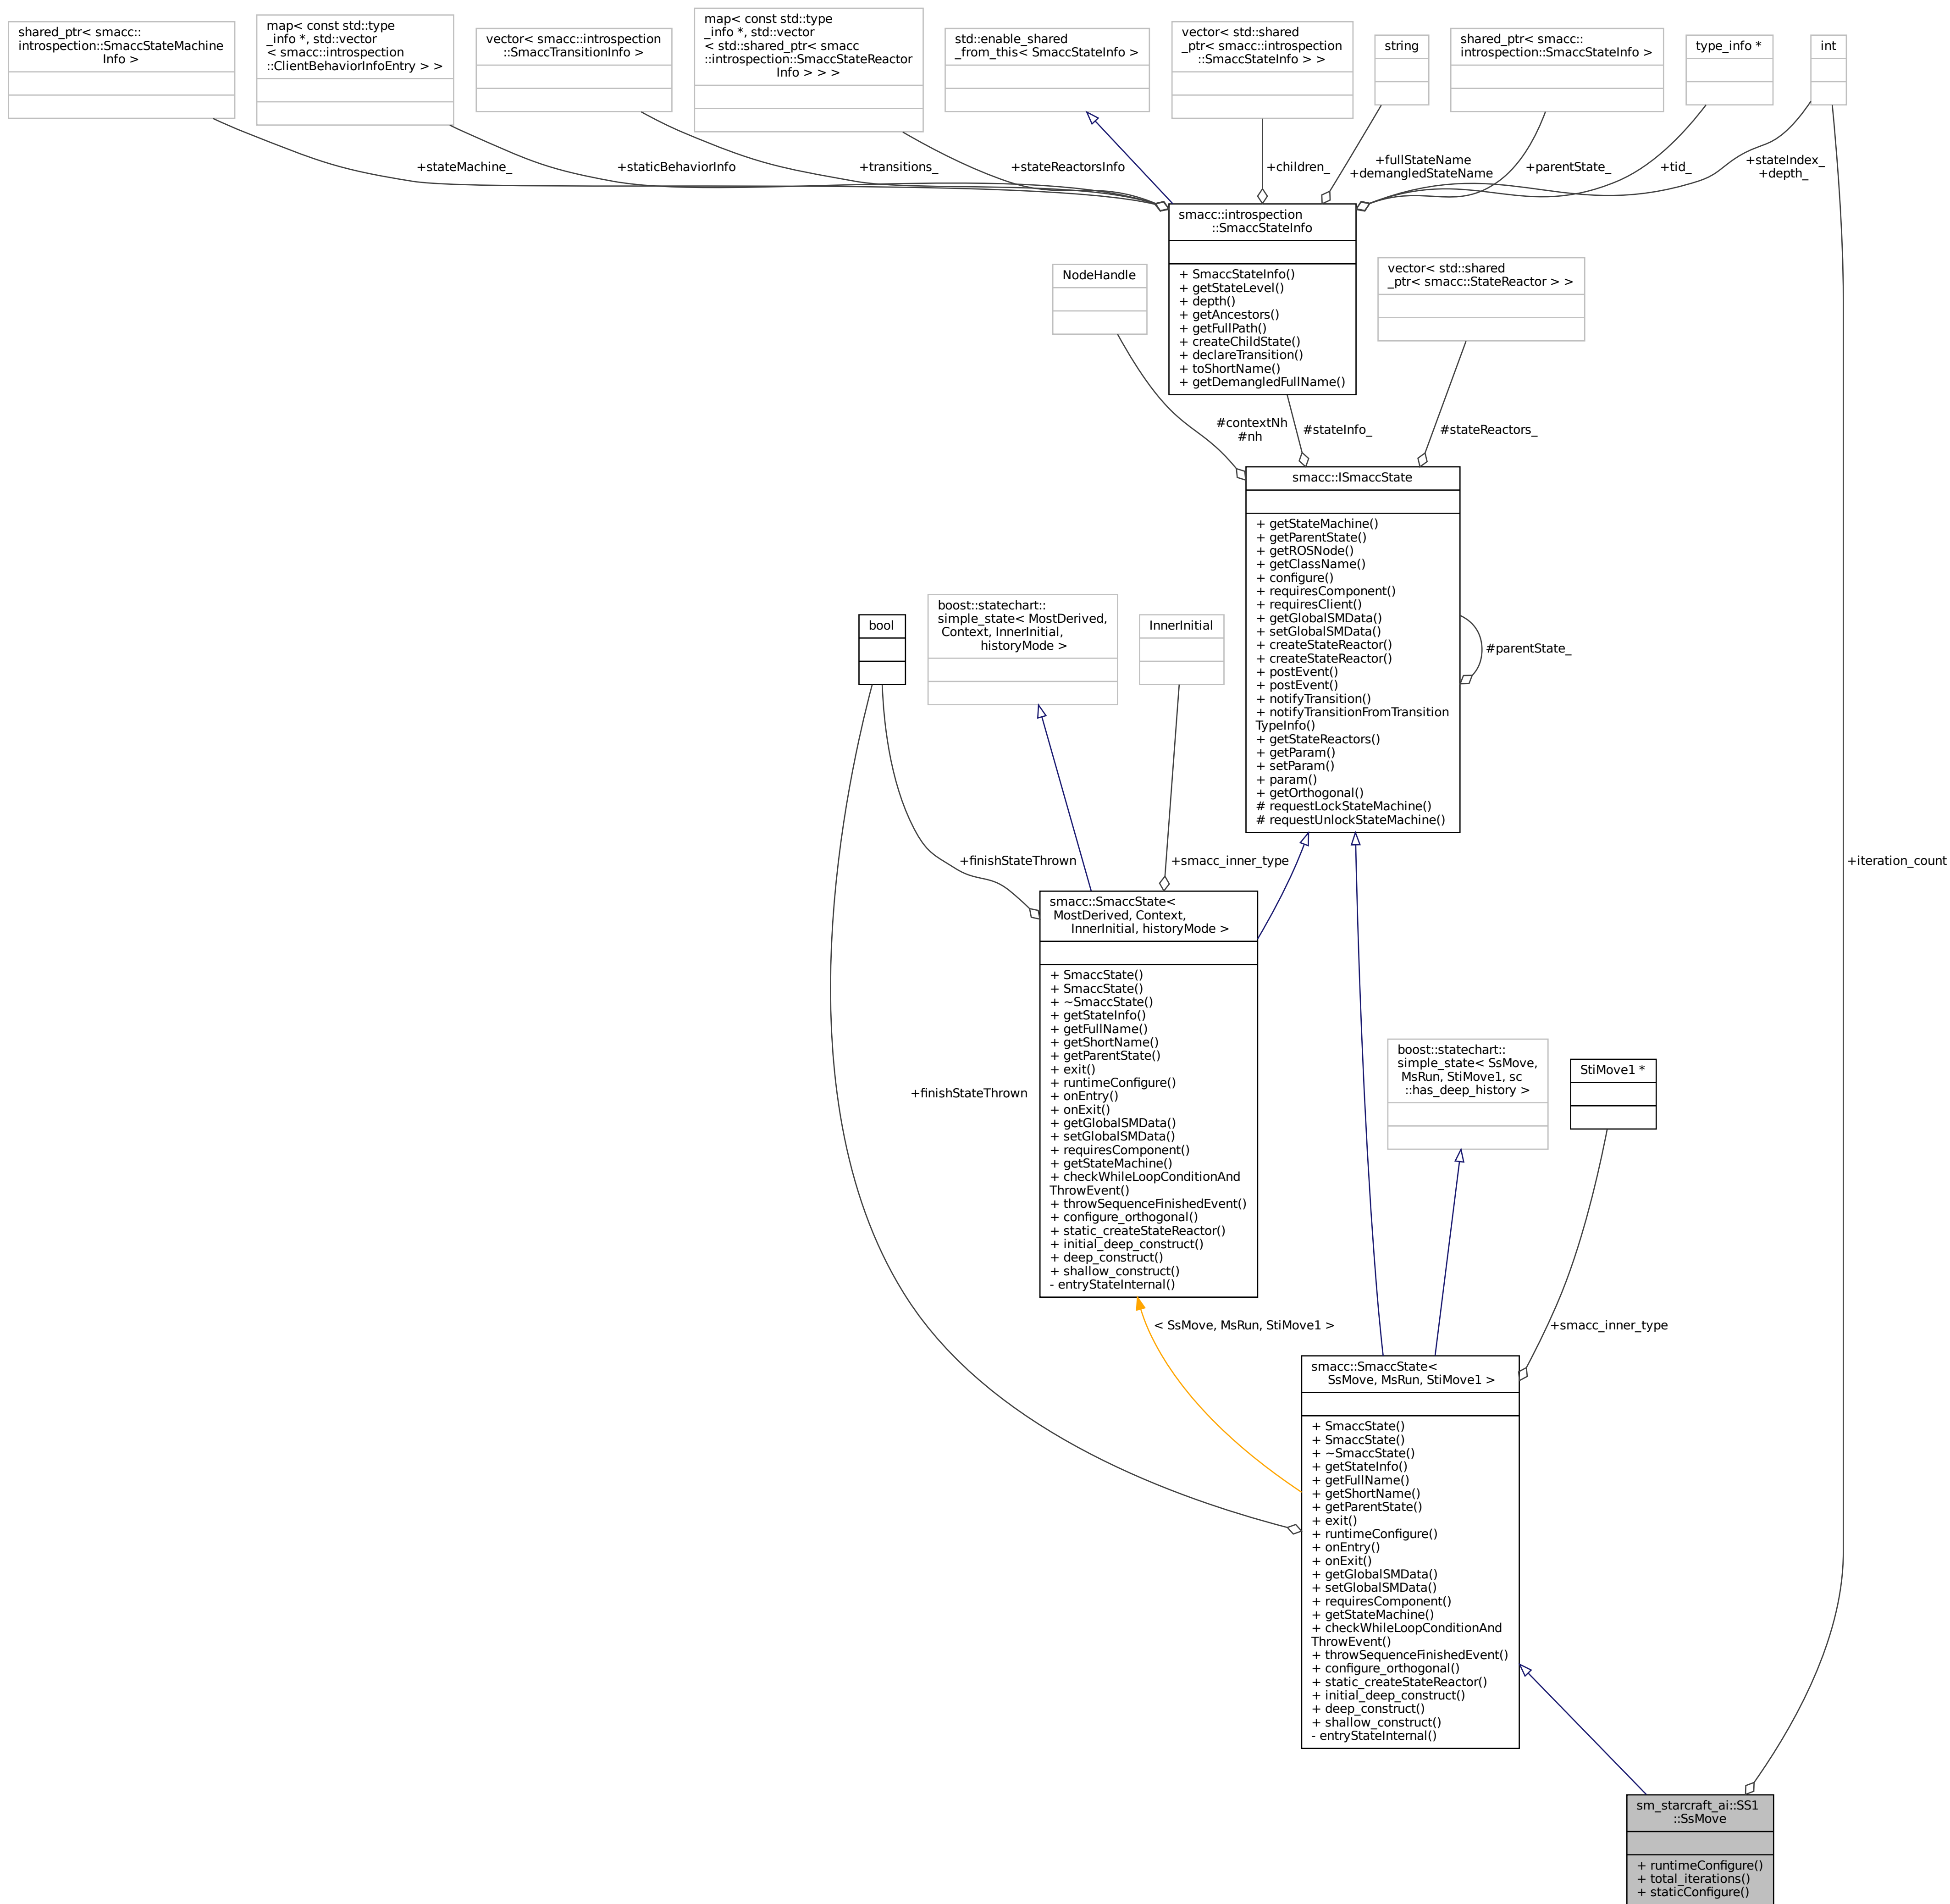 shared_ptr< smacc::
introspection::SmaccStateMachine
Info >
map< const std::type
_info *, std::vector
< smacc::introspection
::ClientBehaviorInfoEntry > >
vector< smacc::introspection
::SmaccTransitionInfo >
map< const std::type
_info *, std::vector
< std::shared_ptr< smacc
::introspection::SmaccStateReactor
Info > > >
std::enable_shared
_from_this< SmaccStateInfo >
vector< std::shared
_ptr< smacc::introspection
::SmaccStateInfo > >
string
shared_ptr< smacc::
introspection::SmaccStateInfo >
type_info *
int
+stateMachine_
+staticBehaviorInfo
+transitions_
+stateReactorsInfo
+children_
+fullStateName
+demangledStateName
+parentState_
+tid_
+stateIndex_
+depth_
smacc::introspection
::SmaccStateInfo
+ SmaccStateInfo()
+ getStateLevel()
+ depth()
+ getAncestors()
+ getFullPath()
+ createChildState()
+ declareTransition()
+ toShortName()
+ getDemangledFullName()
NodeHandle
vector< std::shared
_ptr< smacc::StateReactor > >
#contextNh
#nh
#stateInfo_
#stateReactors_
smacc::ISmaccState
+ getStateMachine()
+ getParentState()
+ getROSNode()
+ getClassName()
+ configure()
+ requiresComponent()
+ requiresClient()
+ getGlobalSMData()
+ setGlobalSMData()
+ createStateReactor()
+ createStateReactor()
+ postEvent()
+ postEvent()
+ notifyTransition()
+ notifyTransitionFromTransition
TypeInfo()
+ getStateReactors()
+ getParam()
+ setParam()
+ param()
+ getOrthogonal()
# requestLockStateMachine()
# requestUnlockStateMachine()
#parentState_
bool
boost::statechart::
simple_state< MostDerived,
Context, InnerInitial,
historyMode >
InnerInitial
+finishStateThrown
+smacc_inner_type
+iteration_count
smacc::SmaccState<
MostDerived, Context,
InnerInitial, historyMode >
+ SmaccState()
+ SmaccState()
+ ~SmaccState()
+ getStateInfo()
+ getFullName()
+ getShortName()
+ getParentState()
+ exit()
+ runtimeConfigure()
+ onEntry()
+ onExit()
+ getGlobalSMData()
+ setGlobalSMData()
+ requiresComponent()
+ getStateMachine()
+ checkWhileLoopConditionAnd
ThrowEvent()
+ throwSequenceFinishedEvent()
+ configure_orthogonal()
+ static_createStateReactor()
+ initial_deep_construct()
+ deep_construct()
+ shallow_construct()
- entryStateInternal()
+finishStateThrown
boost::statechart::
simple_state< SsMove,
MsRun, StiMove1, sc
::has_deep_history >
StiMove1 *
< SsMove, MsRun, StiMove1 >
+smacc_inner_type
smacc::SmaccState<
SsMove, MsRun, StiMove1 >
+ SmaccState()
+ SmaccState()
+ ~SmaccState()
+ getStateInfo()
+ getFullName()
+ getShortName()
+ getParentState()
+ exit()
+ runtimeConfigure()
+ onEntry()
+ onExit()
+ getGlobalSMData()
+ setGlobalSMData()
+ requiresComponent()
+ getStateMachine()
+ checkWhileLoopConditionAnd
ThrowEvent()
+ throwSequenceFinishedEvent()
+ configure_orthogonal()
+ static_createStateReactor()
+ initial_deep_construct()
+ deep_construct()
+ shallow_construct()
- entryStateInternal()
sm_starcraft_ai::SS1
::SsMove
+ runtimeConfigure()
+ total_iterations()
+ staticConfigure()